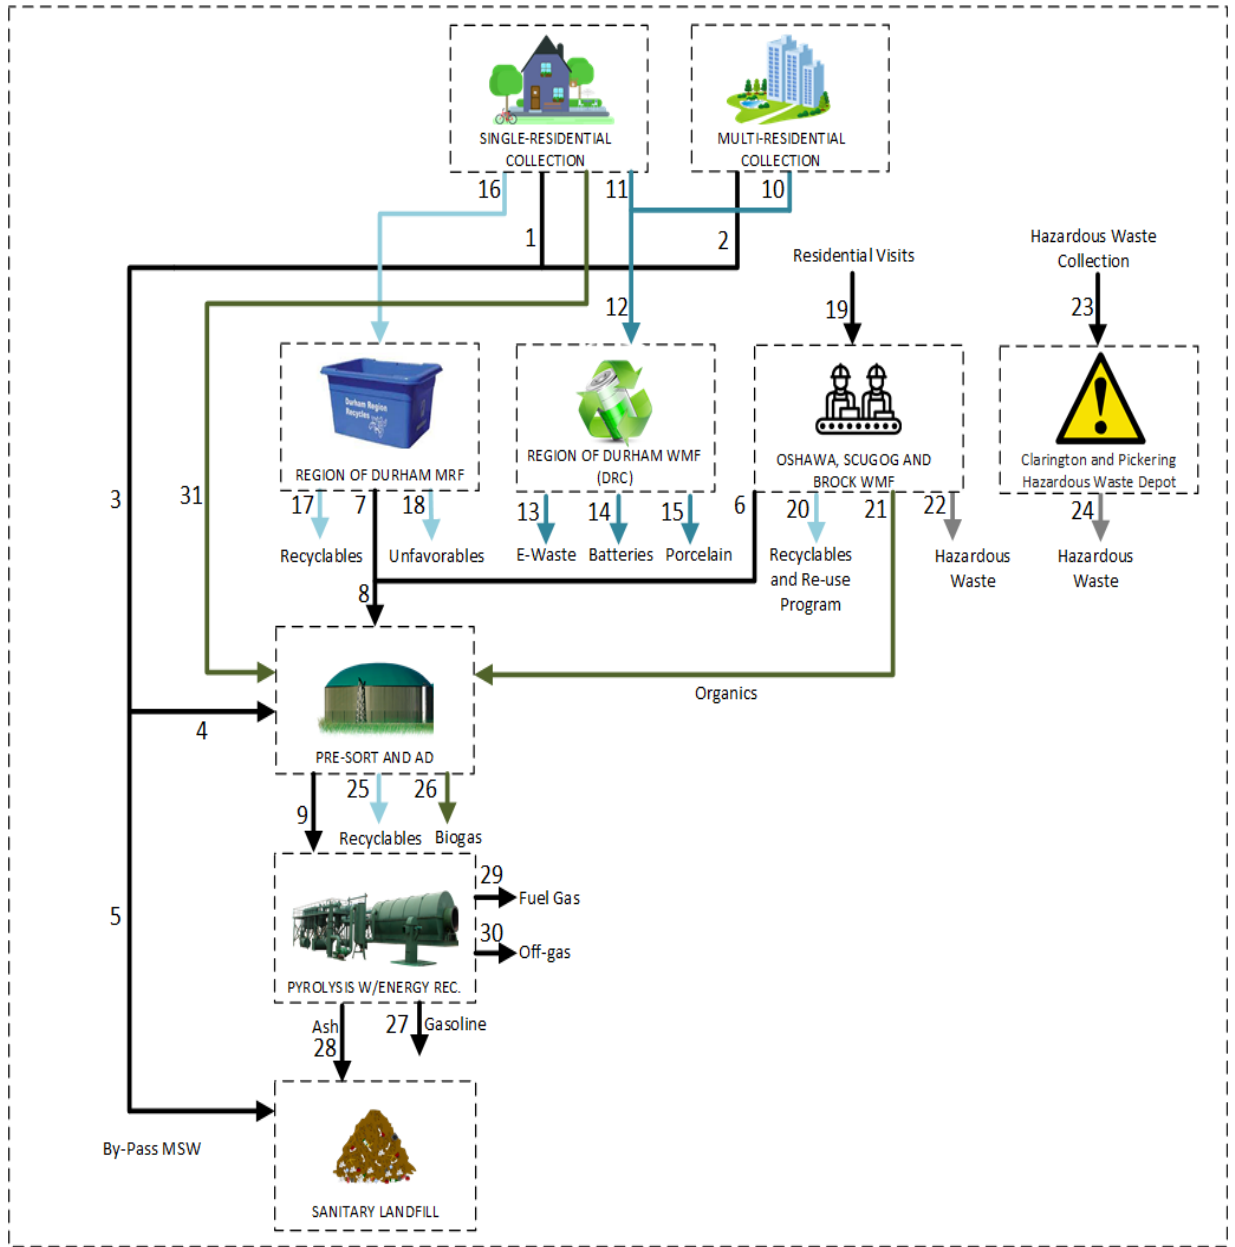 SINGLE-RESIDENTIAL
COLLECTION
MULTI-RESIDENTIAL
COLLECTION
16
11
10
1
2
Residential Visits
Hazardous Waste
Collection
12
19
23
Durham Region
Recycles
REGION OF DURHAM MRF
REGION OF DURHAM WMF
(DRC)
OSHAWA, SCUGOG AND
BROCK WMF
Clarington and Pickering
Hazardous Waste Depot
3
31
17
7
18
13
14
15
6
20
21
22
24
Recyclables
Unfavorables
E-Waste
Batteries
Porcelain
Recyclables
and Re-use
Program
Hazardous
Waste
Hazardous
Waste
8
Organics
4
PRE-SORT AND AD
9
25
26
Recyclables
Biogas
5
29
Fuel Gas
30
Off-gas
PYROLYSIS W/ENERGY REC.
Ash
28
27
Gasoline
By-Pass MSW
SANITARY LANDFILL